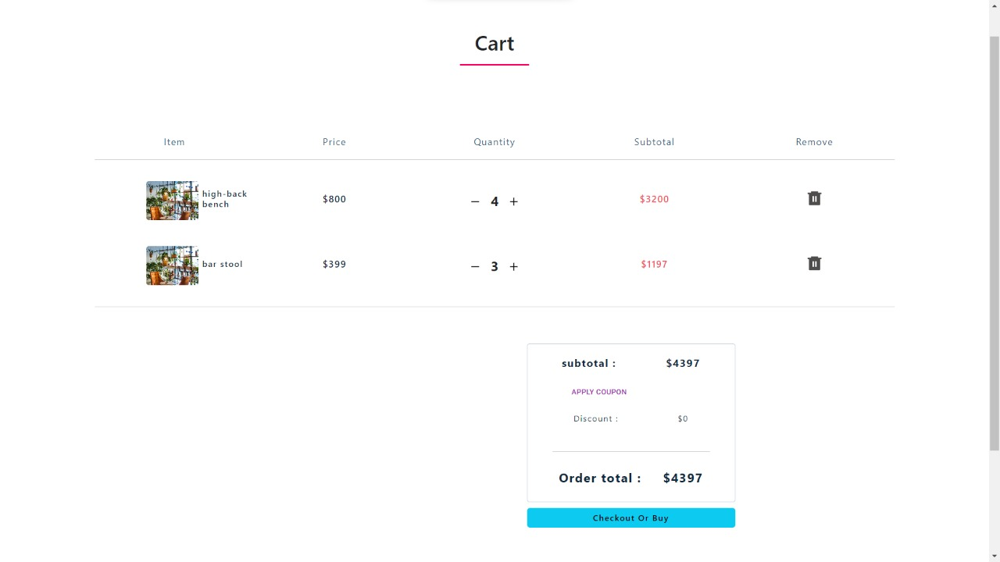 Cart
Item Price Quantity Subtotal Remove
high-back
bench
$800 − 4 + $3200
bar stool $399 − 3 + $1197
subtotal : $4397
APPLY COUPON
Discount : $0
Order total : $4397
Checkout Or Buy